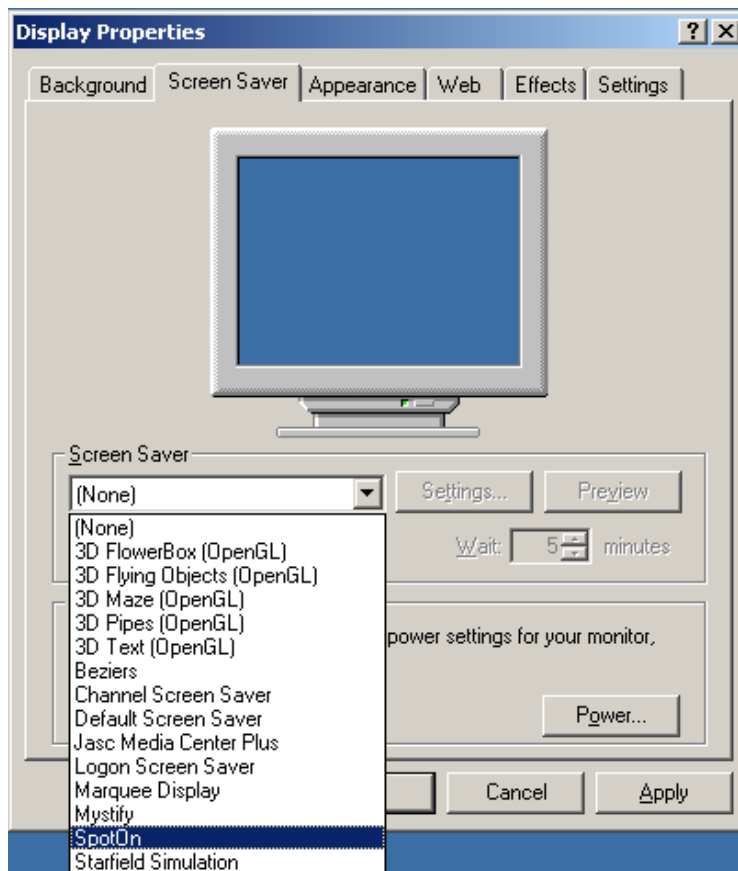 Display Properties
Background Screen Saver Appearance Web Effects Settings
Screen Saver
(None) Settings... Preview
(None)
3D FlowerBox (OpenGL)
Wait: 5 minutes
3D Flying Objects (OpenGL)
3D Maze (OpenGL)
3D Pipes (OpenGL)
power settings for your monitor,
3D Text (OpenGL)
Beziers
Channel Screen Saver
Default Screen Saver
Power...
Jasc Media Center Plus
Logon Screen Saver
Marquee Display
Cancel Apply
Mystify
SpotOn
Starfield Simulation